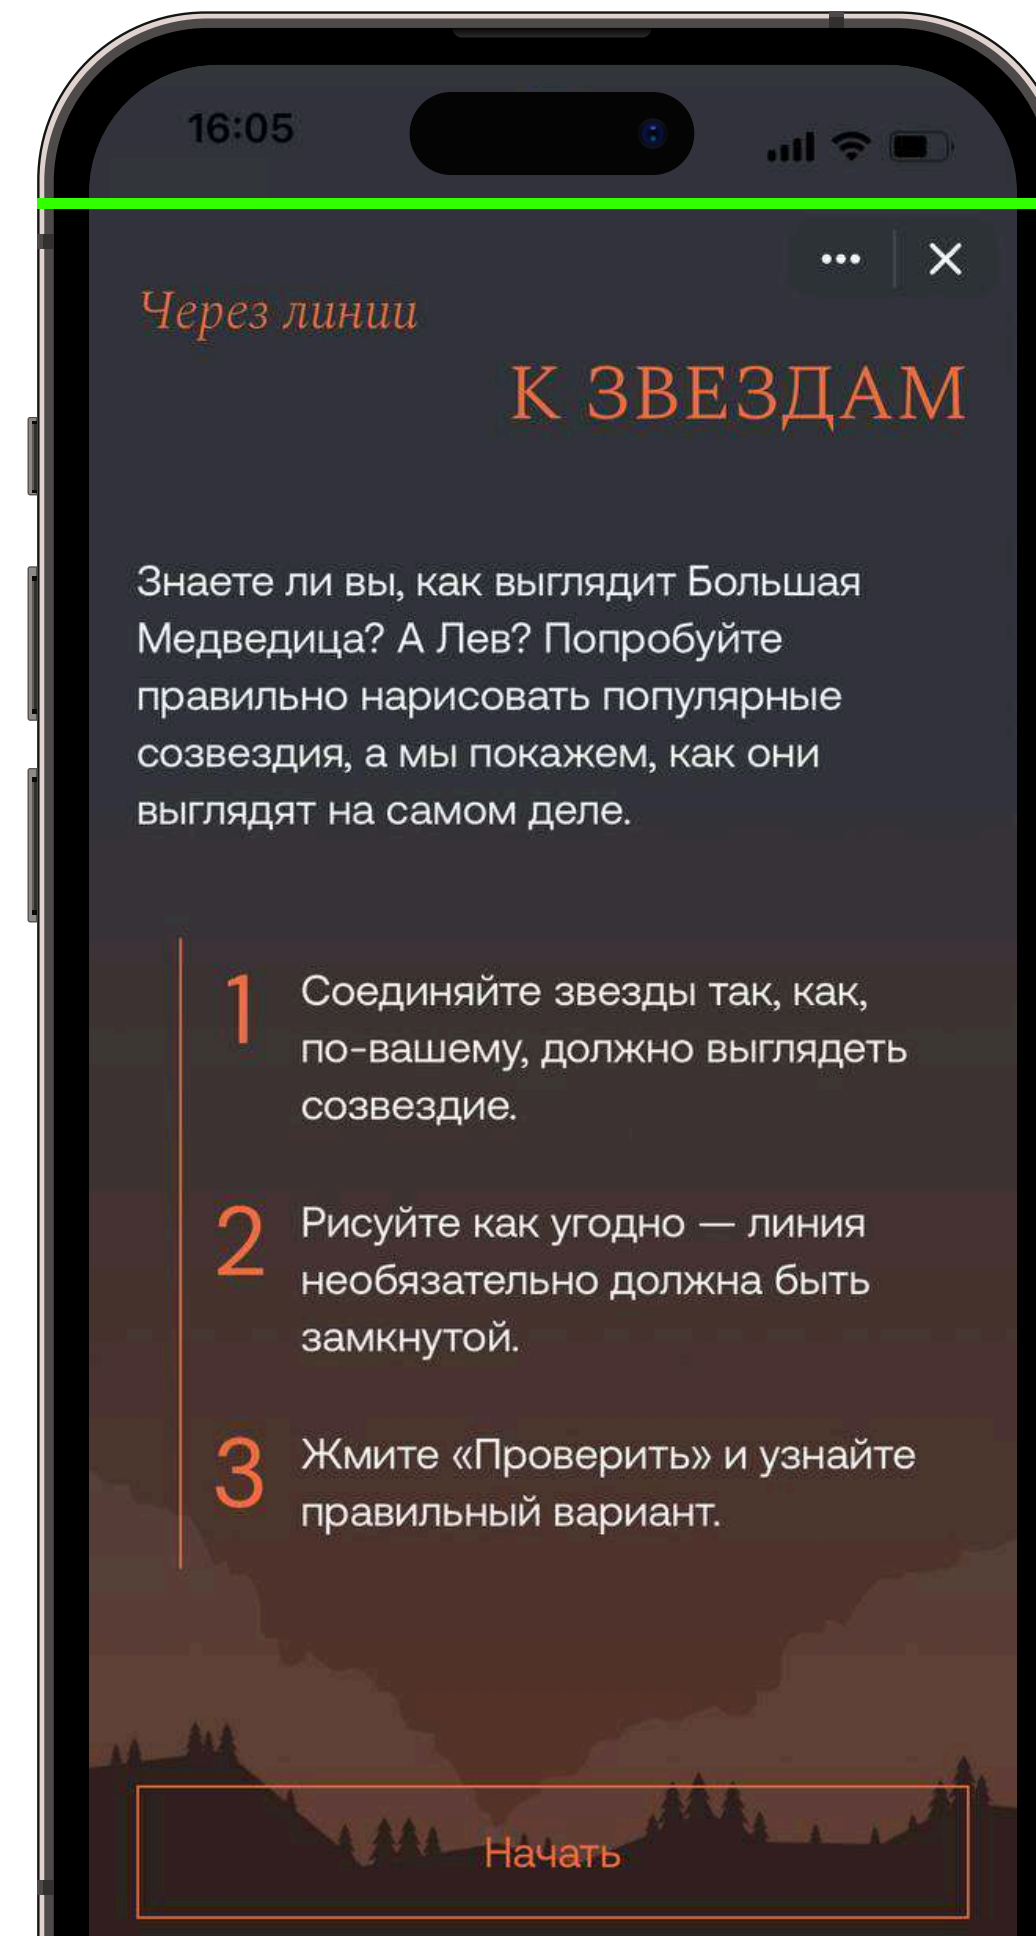 16:05
Через линии
К ЗВЕЗДАМ
Знаете ли вы, как выглядит Большая
Медведица? А Лев? Попробуйте
правильно нарисовать популярные
созвездия, а мы покажем, как они
выглядят на самом деле.
1 Соединяйте звезды так, как,
по-вашему, должно выглядеть
созвездие.
2 Рисуйте как угодно — линия
необязательно должна быть
замкнутой.
3 Жмите «Проверить» и узнайте
правильный вариант.
Начать